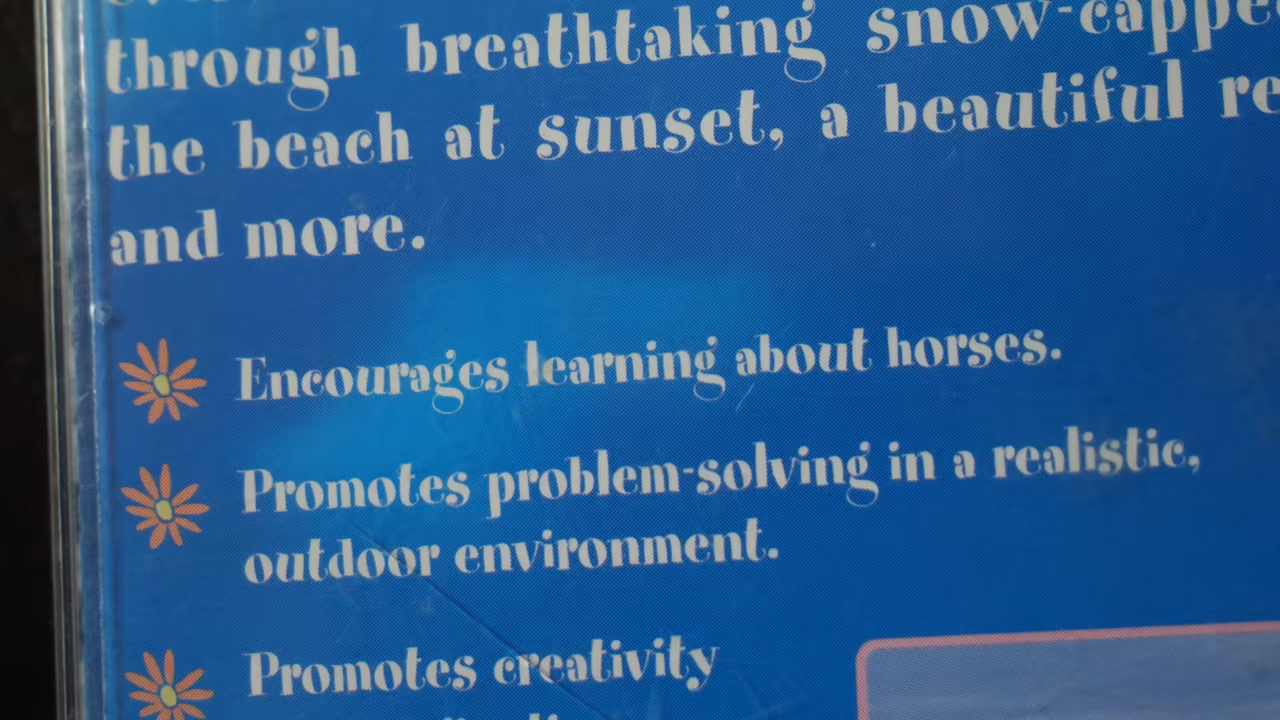 through breathtaking snow-cappe
the beach at sunset, a beautiful re
and more.
Encourages learning about horses.
Promotes problem-solving in a realistic,
outdoor environment.
Promotes creativity